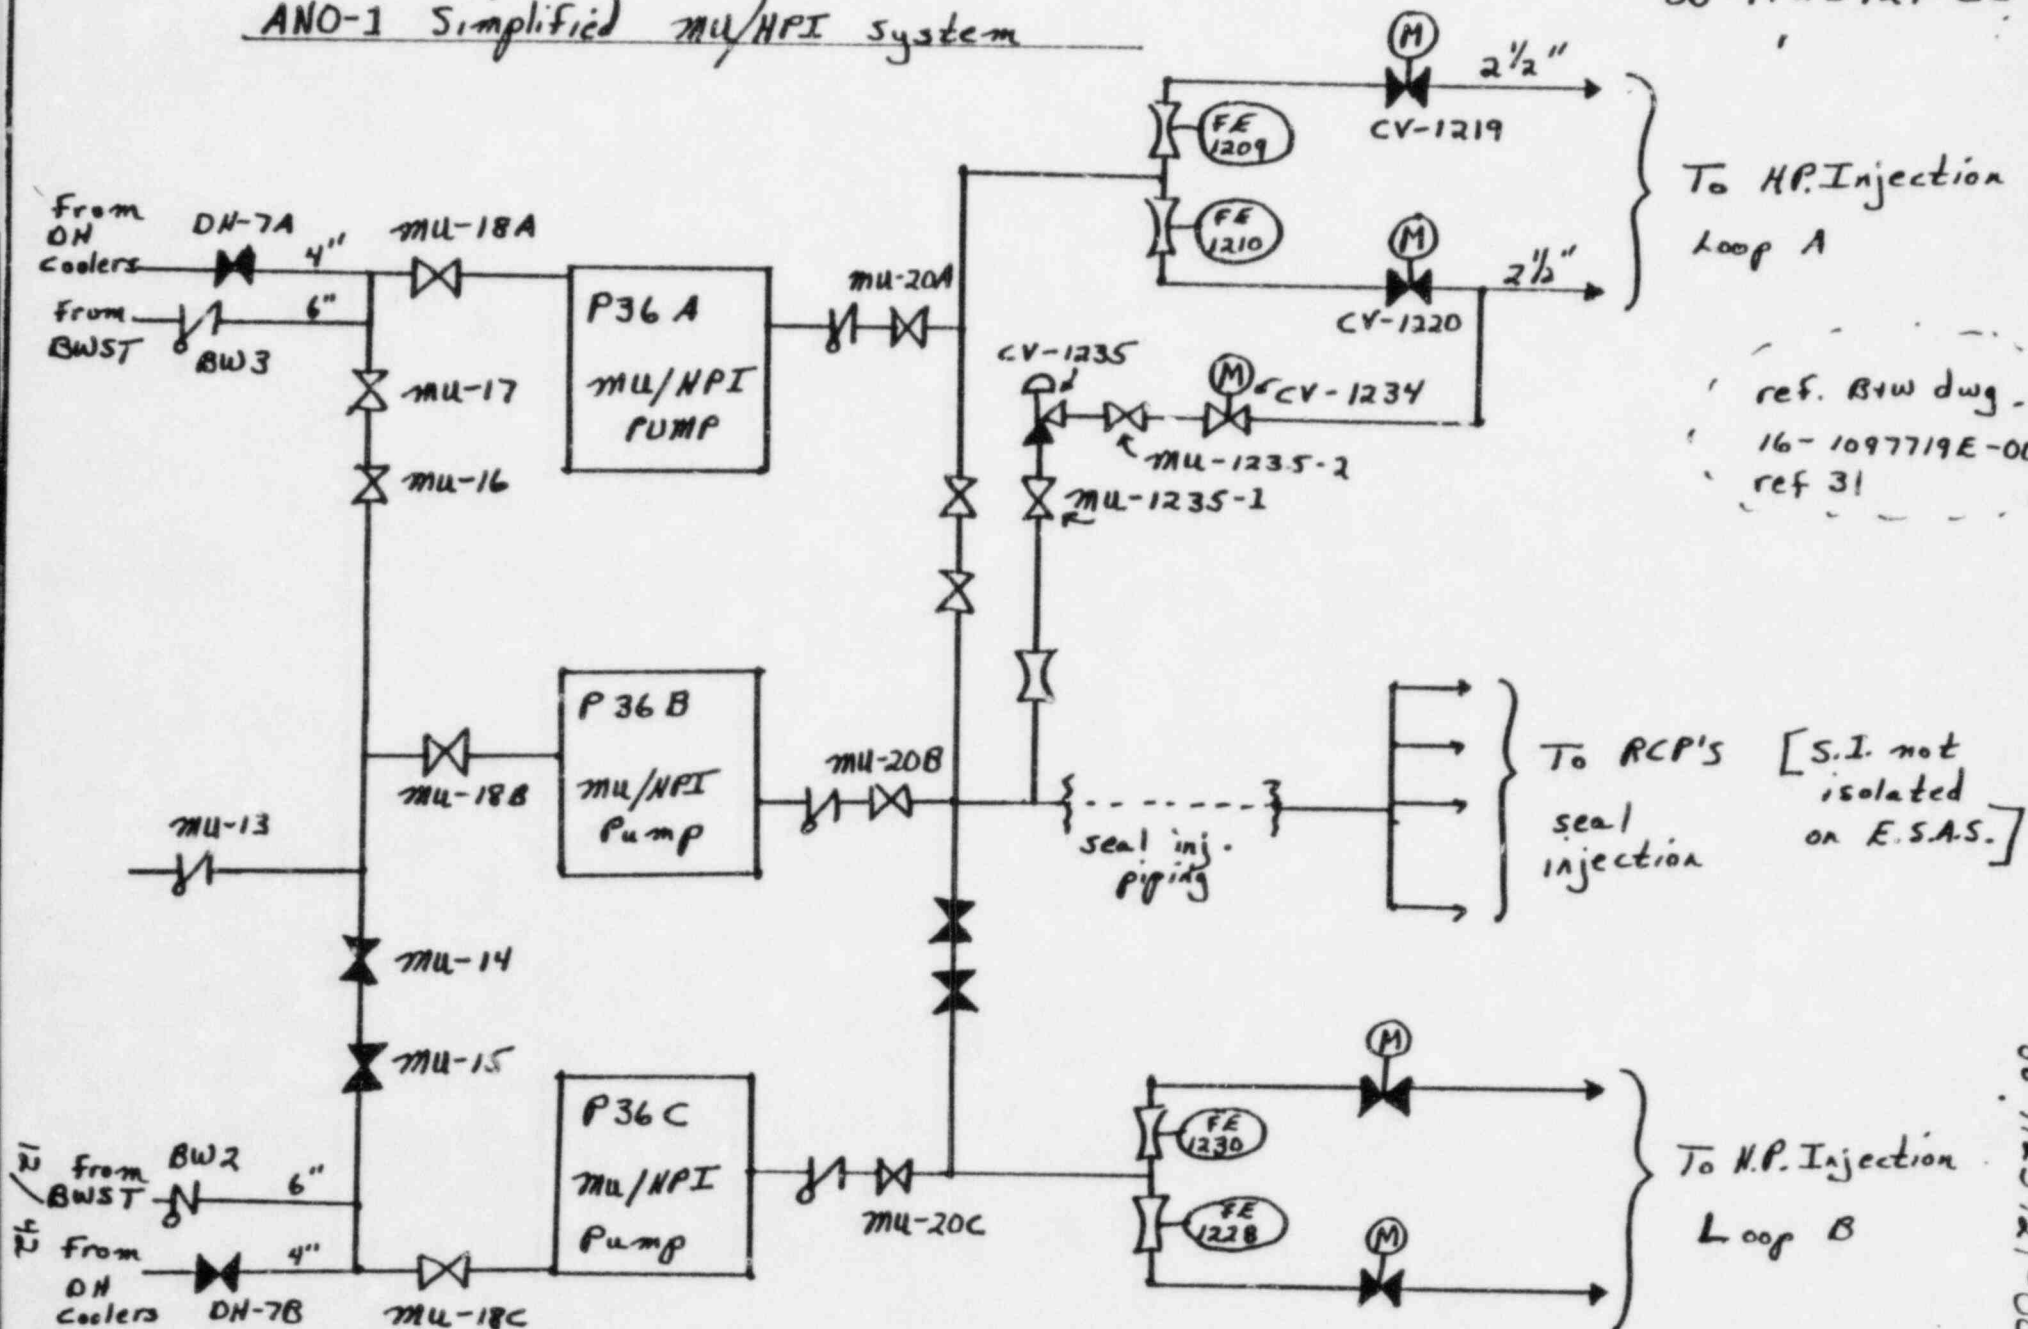 ANO-1 Simplified MU/HPI System
M
2 1/2"
CV-1219
FE
1209
To HP. Injection
Loop A
FE
1210
M
2 1/2"
CV-1220
From
DH
Coolers
DH-7A
4"
MU-18A
From
BWST
6"
BW3
MU-17
MU-16
P36 A
MU/HPI
PUMP
MU-20A
CV-1235
M
CV-1234
MU-1235-2
MU-1235-1
ref. B+W dwg.
16-1097719E-00
ref 31
P 36 B
MU/HPI
Pump
MU-18B
MU-20B
MU-13
seal inj.
piping
To RCP'S
seal
injection
[S.I. not
isolated
on E.S.A.S.]
MU-14
MU-15
P36 C
MU/HPI
Pump
MU-20C
M
FE
1230
FE
1228
M
To H.P. Injection
Loop B
From
BWST
BW2
6"
From
DH
Coolers
4"
DH-7B
MU-18C